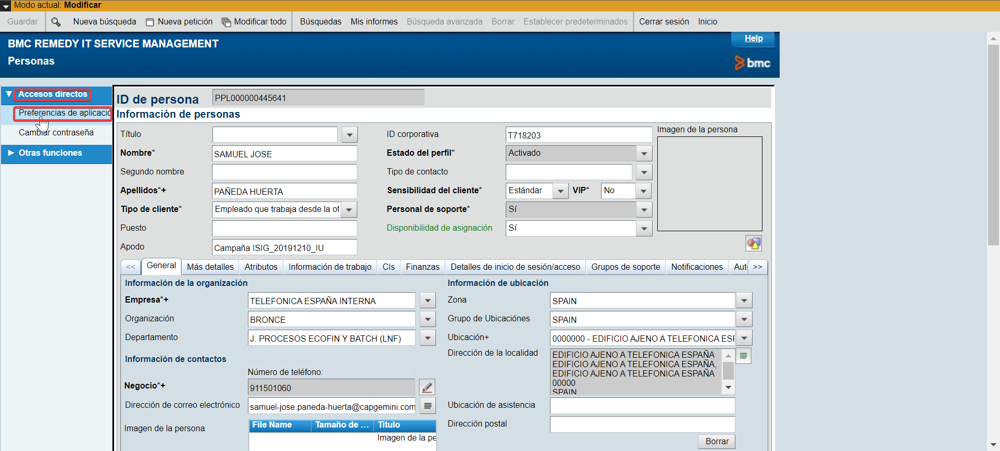 Modo actual: Modificar
Guardar Nueva búsqueda Nueva petición Modificar todo Búsquedas Mis informes Búsqueda avanzada Borrar Establecer predeterminados Cerrar sesión Inicio
BMC REMEDY IT SERVICE MANAGEMENT
Help
Personas
bmc
Accesos directos
Preferencias de aplicació
Cambiar contraseña
Otras funciones
ID de persona PPL000000445641
Información de personas
Título
Nombre* SAMUEL JOSE
Segundo nombre
Apellidos*+ PAÑEDA HUERTA
Tipo de cliente* Empleado que trabaja desde la of
Puesto
Apodo Campaña ISIG_20191210_IU
ID corporativa T718203
Estado del perfil* Activado
Tipo de contacto
Sensibilidad del cliente* Estándar VIP* No
Personal de soporte* Sí
Disponibilidad de asignación Sí
Imagen de la persona
<< General Más detalles Atributos Información de trabajo CIs Finanzas Detalles de inicio de sesión/acceso Grupos de soporte Notificaciones Aut >>
Información de la organización
Empresa*+ TELEFONICA ESPAÑA INTERNA
Organización BRONCE
Departamento J. PROCESOS ECOFIN Y BATCH (LNF)
Información de contactos
Número de teléfono:
Negocio*+ 911501060
Dirección de correo electrónico samuel-jose.paneda-huerta@capgemini.com
Imagen de la persona
File Name Tamaño de ... Título
Imagen de la pe
Información de ubicación
Zona SPAIN
Grupo de Ubicaciónes SPAIN
Ubicación+ 0000000 - EDIFICIO AJENO A TELEFONICA ESP
Dirección de la localidad
EDIFICIO AJENO A TELEFONICA ESPAÑA
EDIFICIO AJENO A TELEFONICA ESPAÑA,
EDIFICIO AJENO A TELEFONICA ESPAÑA
00000
SPAIN
Ubicación de asistencia
Dirección postal
Borrar